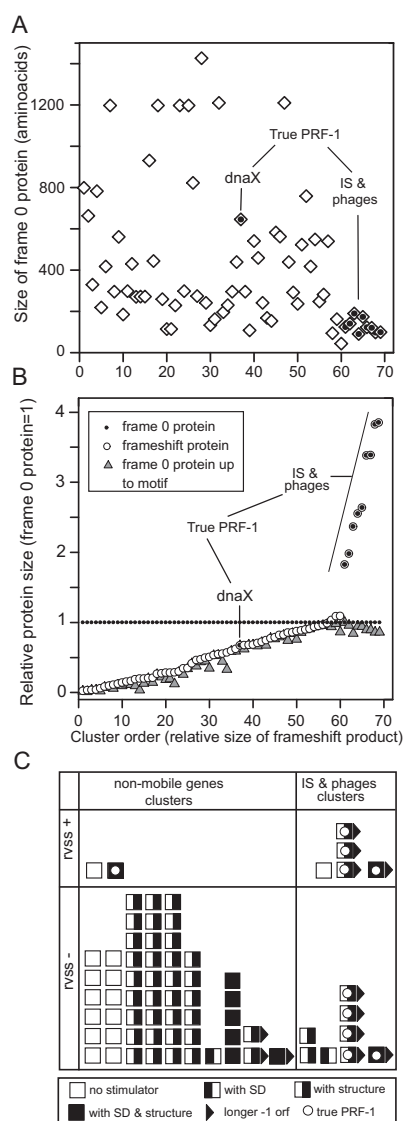 A
Size of frame 0 protein (aminoacids)
1200
800
400
0
True PRF-1
dnaX
IS &
phages
0 10 20 30 40 50 60 70
B
Relative protein size (frame 0 protein=1)
4
3
2
1
0
frame 0 protein
frameshift protein
frame 0 protein up
to motif
IS &
phages
True PRF-1
dnaX
0 10 20 30 40 50 60 70
Cluster order (relative size of frameshift product)
C
non-mobile genes
clusters
IS & phages
clusters
rvss +
rvss -
no stimulator
with SD
with structure
with SD & structure
longer -1 orf
true PRF-1